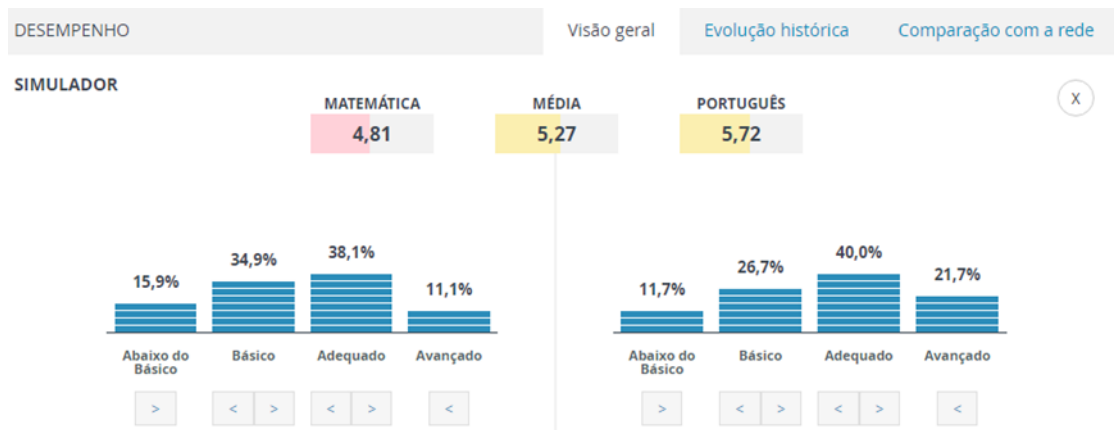 DESEMPENHO Visão geral Evolução histórica Comparação com a rede
SIMULADOR
X
MATEMÁTICA MÉDIA PORTUGUÊS
4,81 5,27 5,72
15,9% 34,9% 38,1% 11,1%
Abaixo do Básico Básico Adequado Avançado
> < > < > <
11,7% 26,7% 40,0% 21,7%
Abaixo do Básico Básico Adequado Avançado
> < > < > <